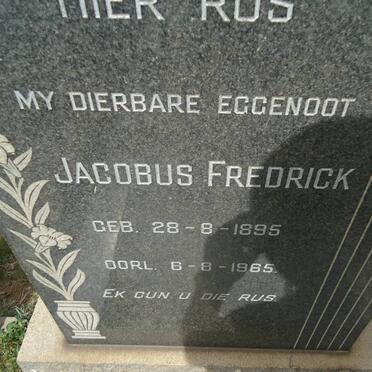 HIER RUS
MY DIERBARE EGGENOOT
JACOBUS FREDRICK
GEB. 28-8-1895
OORL. 6-8-1965.
EK GUN U DIE RUS